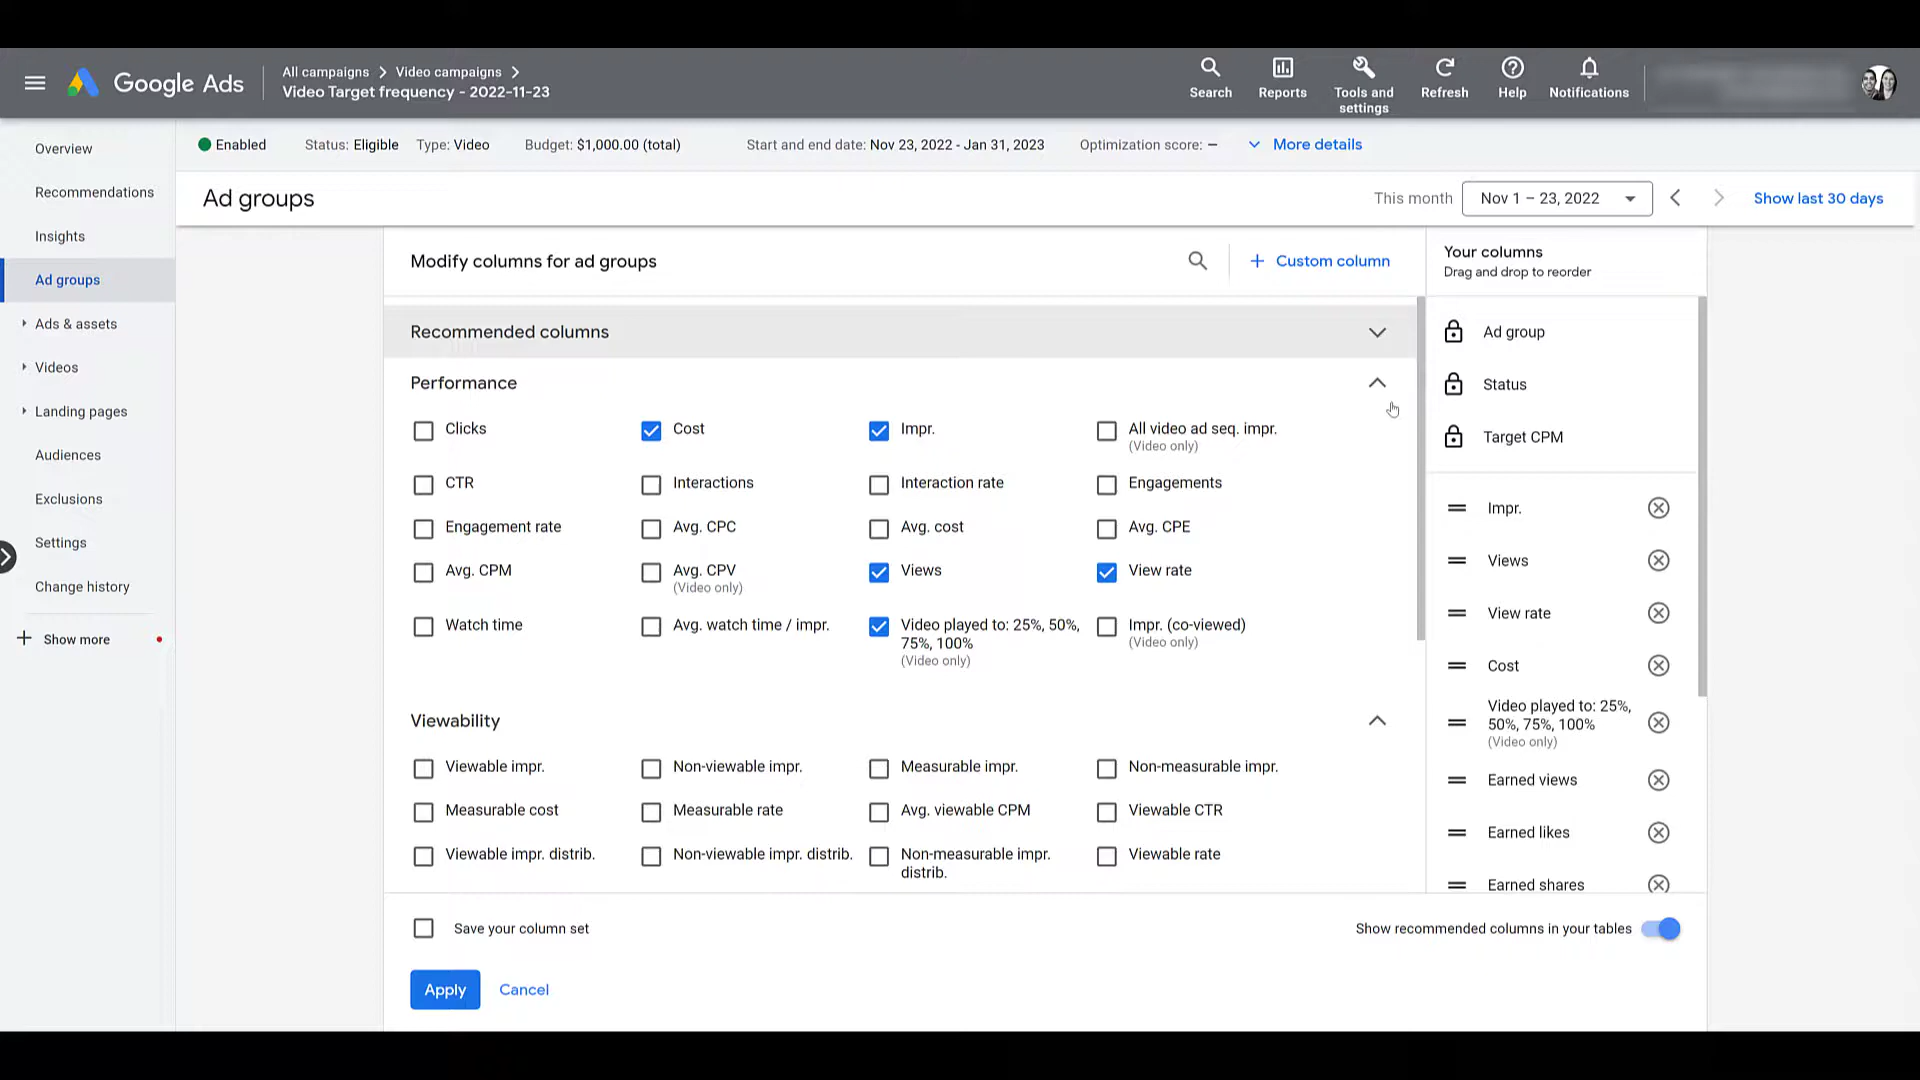 Google Ads
All campaigns
Video campaigns
Video Target frequency - 2022-11-23
Search
Reports
Tools and
settings
Refresh
Help
Notifications
Overview
Recommendations
Insights
Ad groups
Ads & assets
Videos
Landing pages
Audiences
Exclusions
Settings
Change history
Show more
Enabled
Status: Eligible
Type: Video
Budget: $1,000.00 (total)
Start and end date: Nov 23, 2022 - Jan 31, 2023
Optimization score: –
More details
Ad groups
This month
Nov 1 – 23, 2022
Show last 30 days
Modify columns for ad groups
+ Custom column
Recommended columns
Performance
Clicks
Cost
Impr.
All video ad seq. impr.
(Video only)
CTR
Interactions
Interaction rate
Engagements
Engagement rate
Avg. CPC
Avg. cost
Avg. CPE
Avg. CPM
Avg. CPV
(Video only)
Views
View rate
Watch time
Avg. watch time / impr.
Video played to: 25%, 50%,
75%, 100%
(Video only)
Impr. (co-viewed)
(Video only)
Viewability
Viewable impr.
Non-viewable impr.
Measurable impr.
Non-measurable impr.
Measurable cost
Measurable rate
Avg. viewable CPM
Viewable CTR
Viewable impr. distrib.
Non-viewable impr. distrib.
Non-measurable impr.
distrib.
Viewable rate
Your columns
Drag and drop to reorder
Ad group
Status
Target CPM
Impr.
Views
View rate
Cost
Video played to: 25%,
50%, 75%, 100%
(Video only)
Earned views
Earned likes
Earned shares
Save your column set
Show recommended columns in your tables
Apply
Cancel